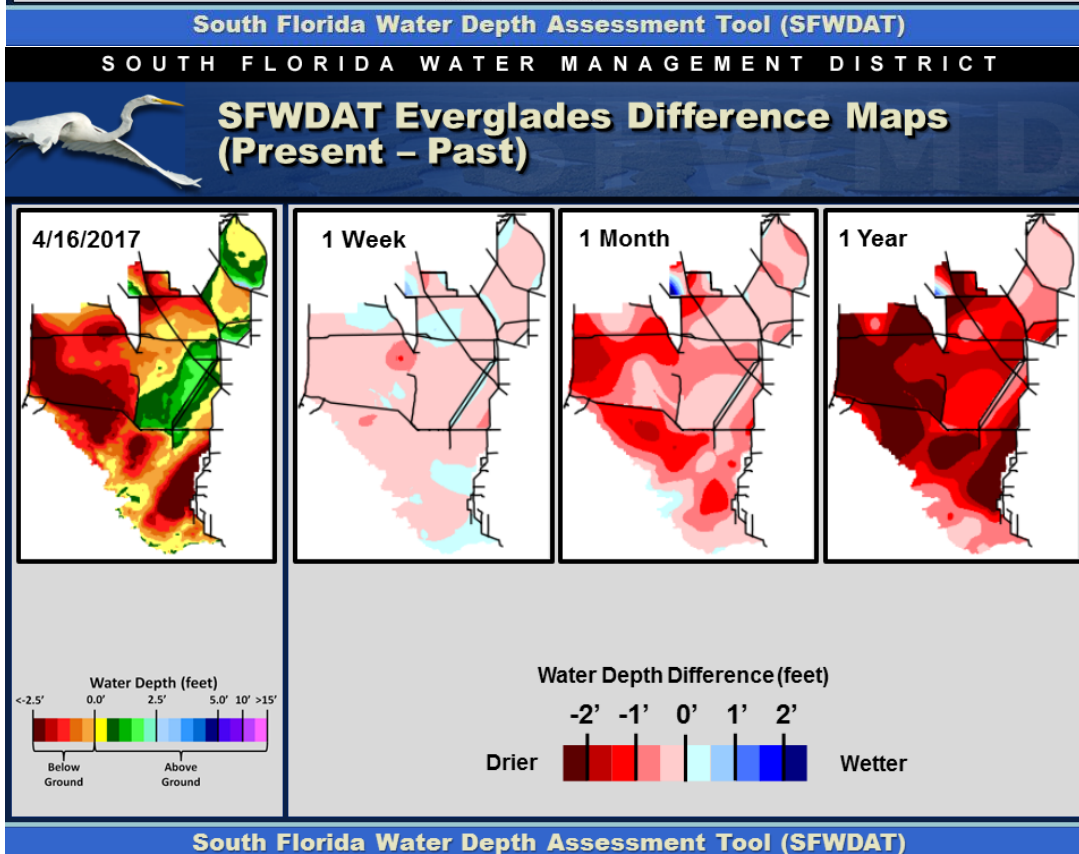 South Florida Water Depth Assessment Tool (SFWDAT)
SOUTH FLORIDA WATER MANAGEMENT DISTRICT
SFWDAT Everglades Difference Maps
(Present – Past)
4/16/2017
1 Week
1 Month
1 Year
Water Depth (feet)
<-2.5' 0.0' 2.5' 5.0' 10' >15'
Below
Ground
Above
Ground
Water Depth Difference (feet)
-2' -1' 0' 1' 2'
Drier
Wetter
South Florida Water Depth Assessment Tool (SFWDAT)